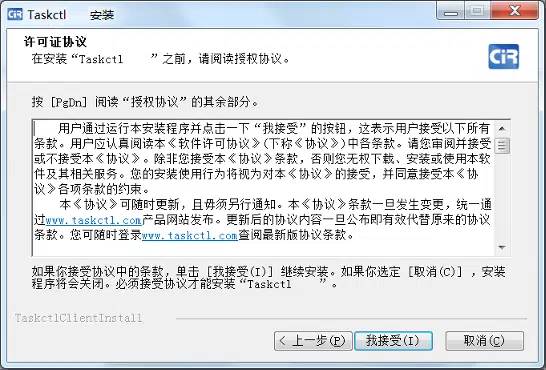 CiR Taskctl 安装
许可证协议
在安装“Taskctl ”之前，请阅读授权协议。
CiR
按 [PgDn] 阅读“授权协议”的其余部分。
用户通过运行本安装程序并点击一下“我接受”的按钮，这表示用户接受以下所有
条款。用户应认真阅读本《软件许可协议》(下称《协议》)中各条款。请您审阅并接受
或不接受本《协议》。除非您接受本《协议》条款，否则您无权下载、安装或使用本软
件及其相关服务。您的安装使用行为将视为对本《协议》的接受，并同意接受本《协
议》各项条款的约束。
本《协议》可随时更新，且毋须另行通知。本《协议》条款一旦发生变更，统一通
过www.taskctl.com产品网站发布。更新后的协议内容一旦公布即有效代替原来的协议
条款。您可随时登录www.taskctl.com查阅最新版协议条款。
如果你接受协议中的条款，单击 [我接受(I)] 继续安装。如果你选定 [取消(C)] ，安装
程序将会关闭。必须接受协议才能安装“Taskctl ”。
TaskctlClientInstall
< 上一步(P) 我接受(I) 取消(C)